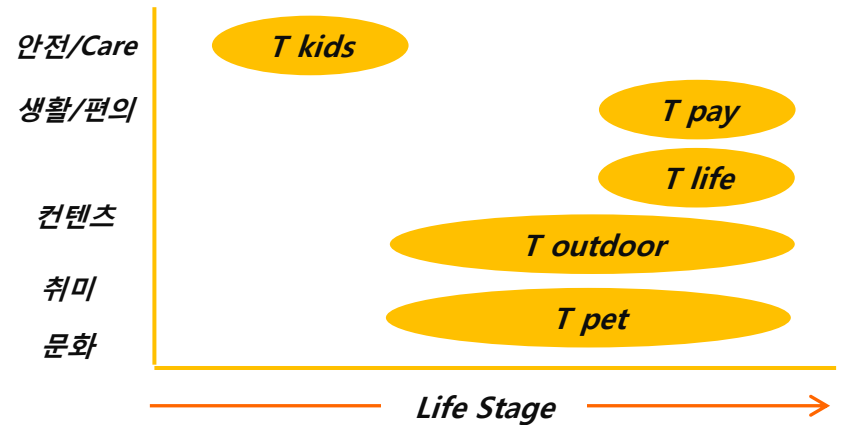 안전/Care
T kids
생활/편의
T pay
T life
컨텐츠
T outdoor
취미
T pet
문화
Life Stage